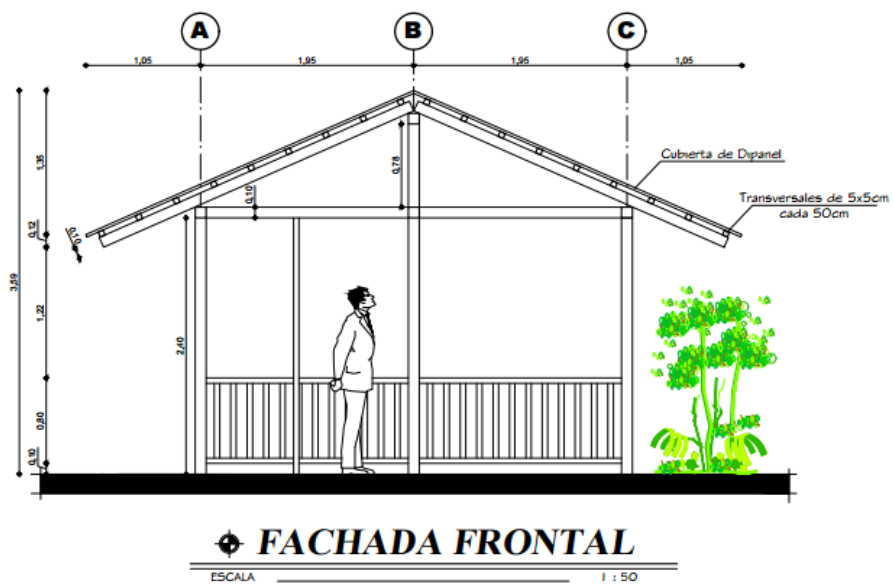 A B C
1,05 1,95 1,95 1,05
1,35
0,78
Cubierta de Dipanel
0,10
Transversales de 5x5cm
cada 50cm
0,12
0,10
3,59
1,22
2,40
0,80
0,10
FACHADA FRONTAL
ESCALA 1 : 50